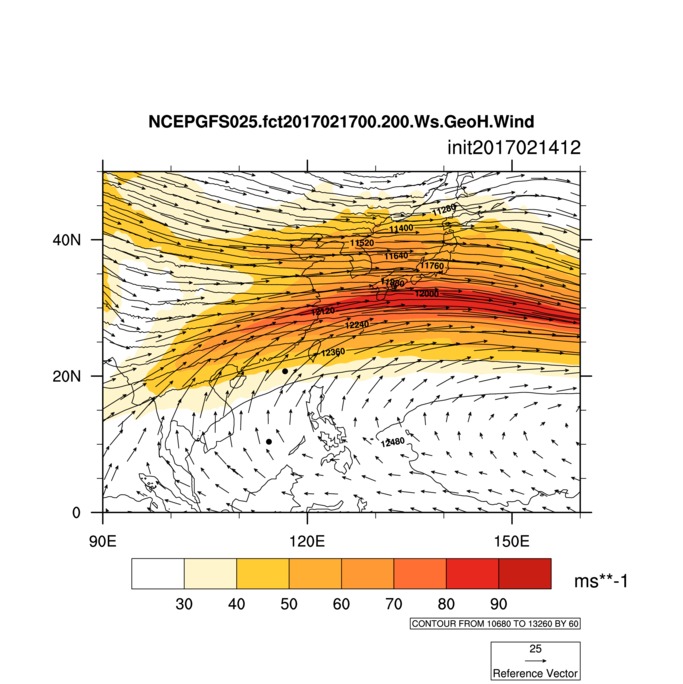 NCEPGFS025.fct2017021700.200.Ws.GeoH.Wind
init2017021412
11280
11400
11520
11640
11760
12000
12120
12240
12360
12480
40N
20N
0
90E 120E 150E
30 40 50 60 70 80 90
ms**-1
CONTOUR FROM 10680 TO 13260 BY 60
25
Reference Vector